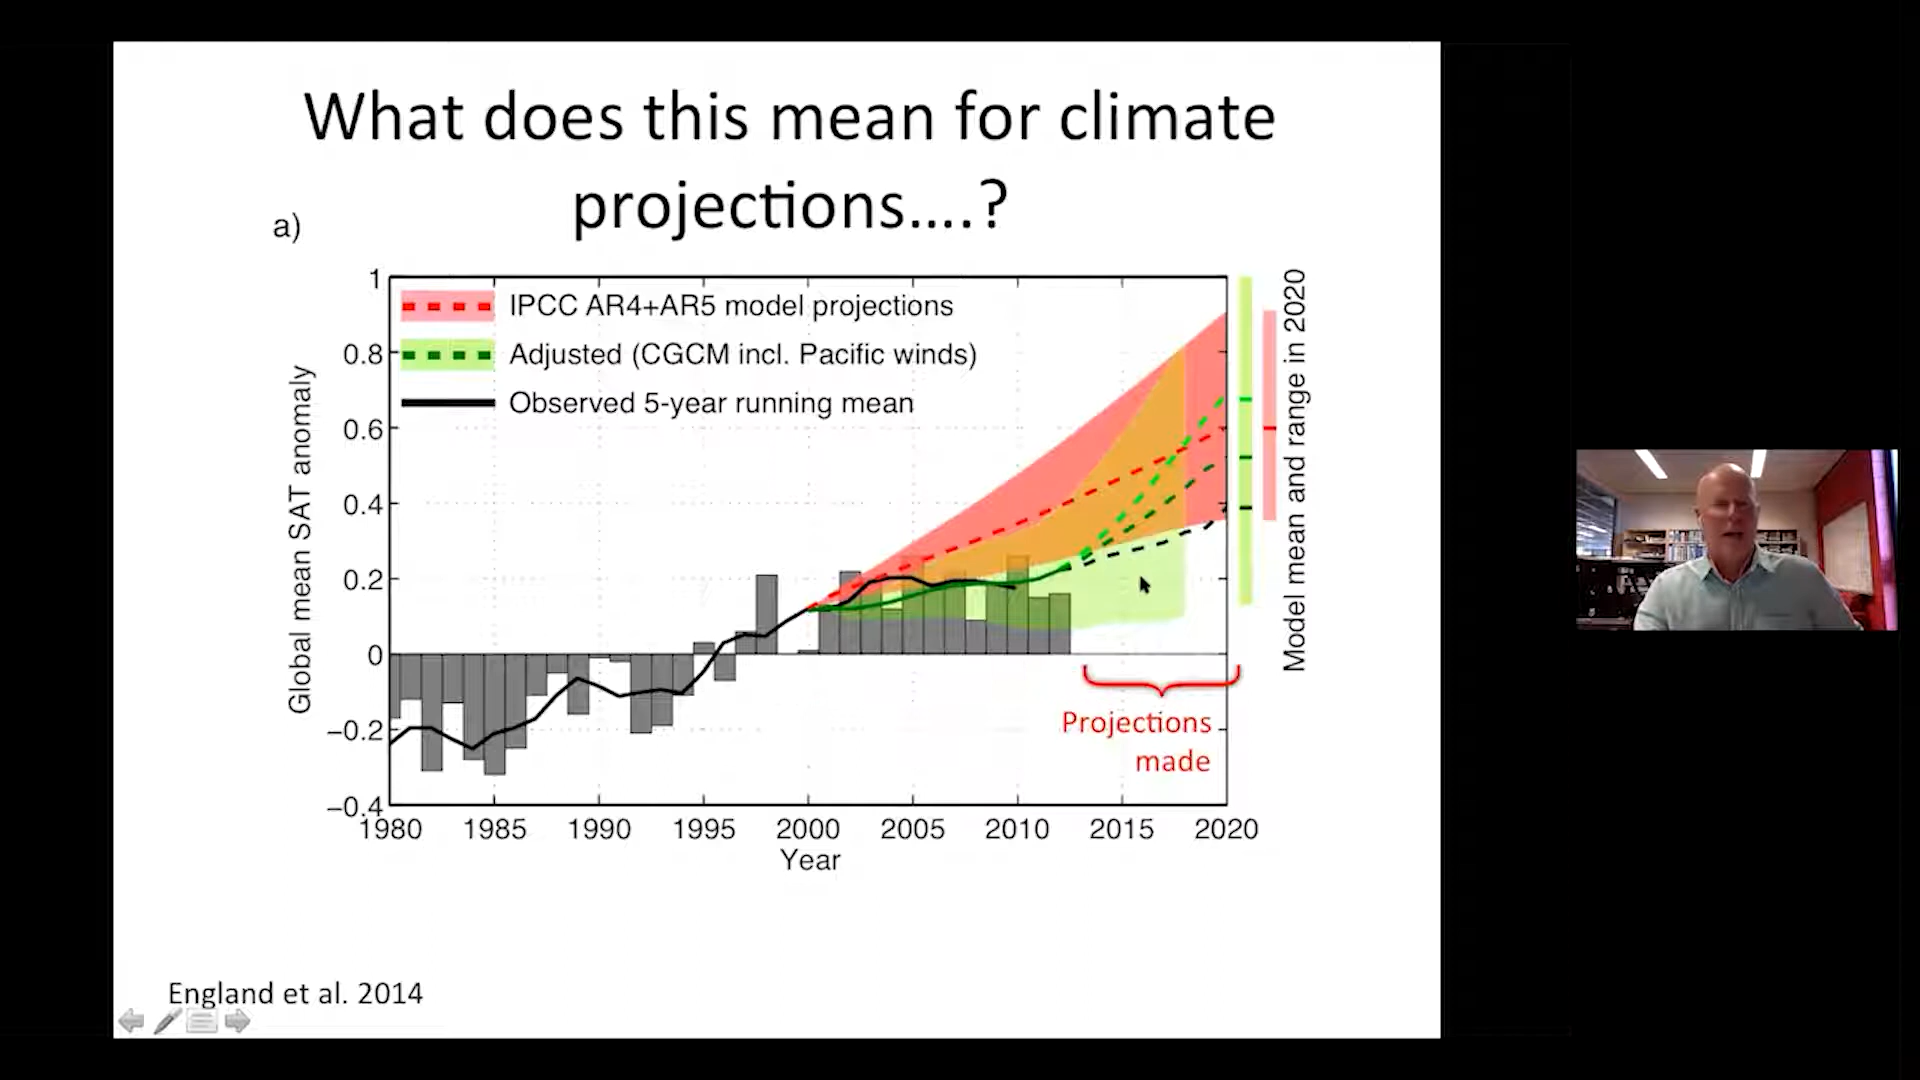 What does this mean for climate
projections....?
a)
IPCC AR4+AR5 model projections
Adjusted (CGCM incl. Pacific winds)
Observed 5-year running mean
Global mean SAT anomaly
1
0.8
0.6
0.4
0.2
0
−0.2
−0.4
1980 1985 1990 1995 2000 2005 2010 2015 2020
Year
Model mean and range in 2020
Projections
made
England et al. 2014